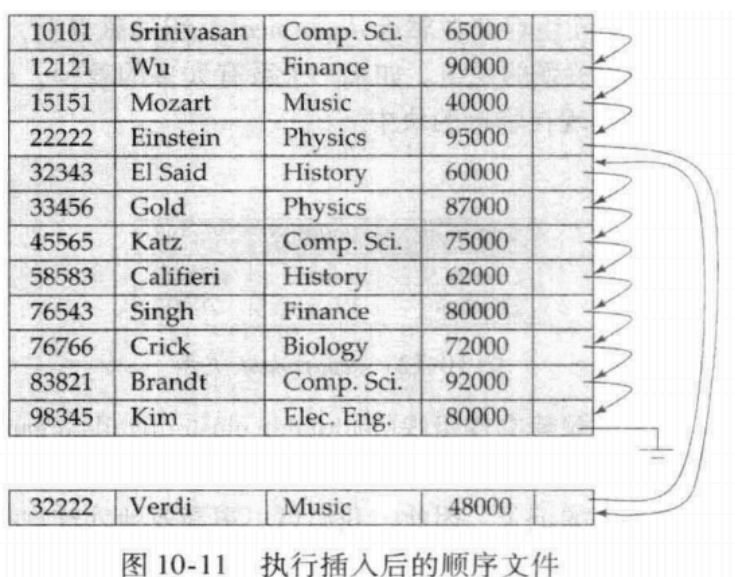 10101 Srinivasan Comp. Sci. 65000
12121 Wu Finance 90000
15151 Mozart Music 40000
22222 Einstein Physics 95000
32343 El Said History 60000
33456 Gold Physics 87000
45565 Katz Comp. Sci. 75000
58583 Califieri History 62000
76543 Singh Finance 80000
76766 Crick Biology 72000
83821 Brandt Comp. Sci. 92000
98345 Kim Elec. Eng. 80000
32222 Verdi Music 48000
图 10-11 执行插入后的顺序文件